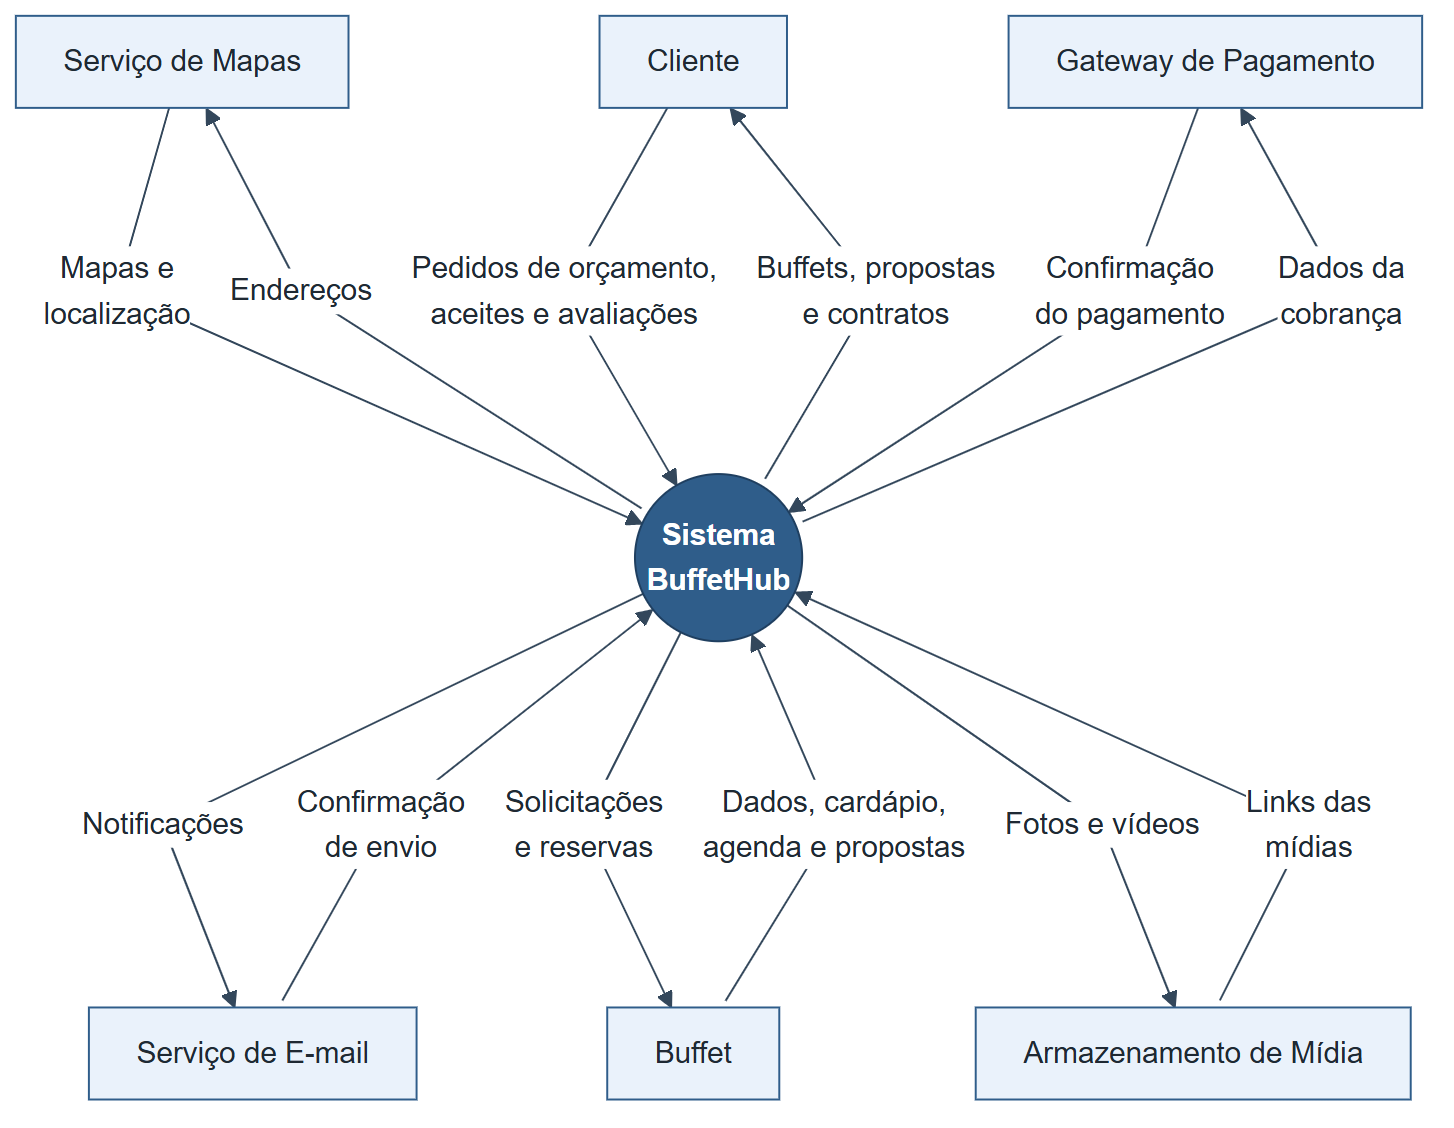 Serviço de Mapas
Cliente
Gateway de Pagamento
Mapas e
localização
Endereços
Pedidos de orçamento,
aceites e avaliações
Buffets, propostas
e contratos
Confirmação
do pagamento
Dados da
cobrança
Sistema
BuffetHub
Notificações
Confirmação
de envio
Solicitações
e reservas
Dados, cardápio,
agenda e propostas
Fotos e vídeos
Links das
mídias
Serviço de E-mail
Buffet
Armazenamento de Mídia